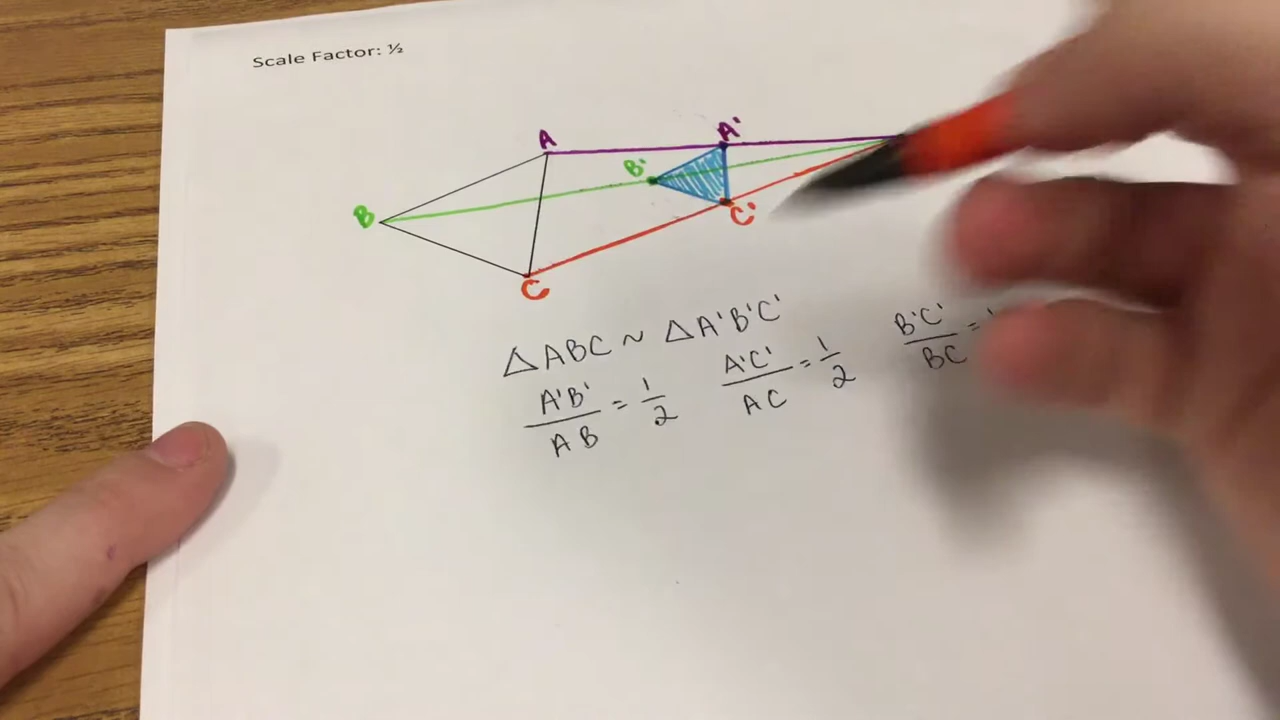 Scale Factor: ½
A
A'
B'
B
C'
C
△ABC ~ △A'B'C'
A'B'/AB = 1/2 A'C'/AC = 1/2 B'C'/BC =